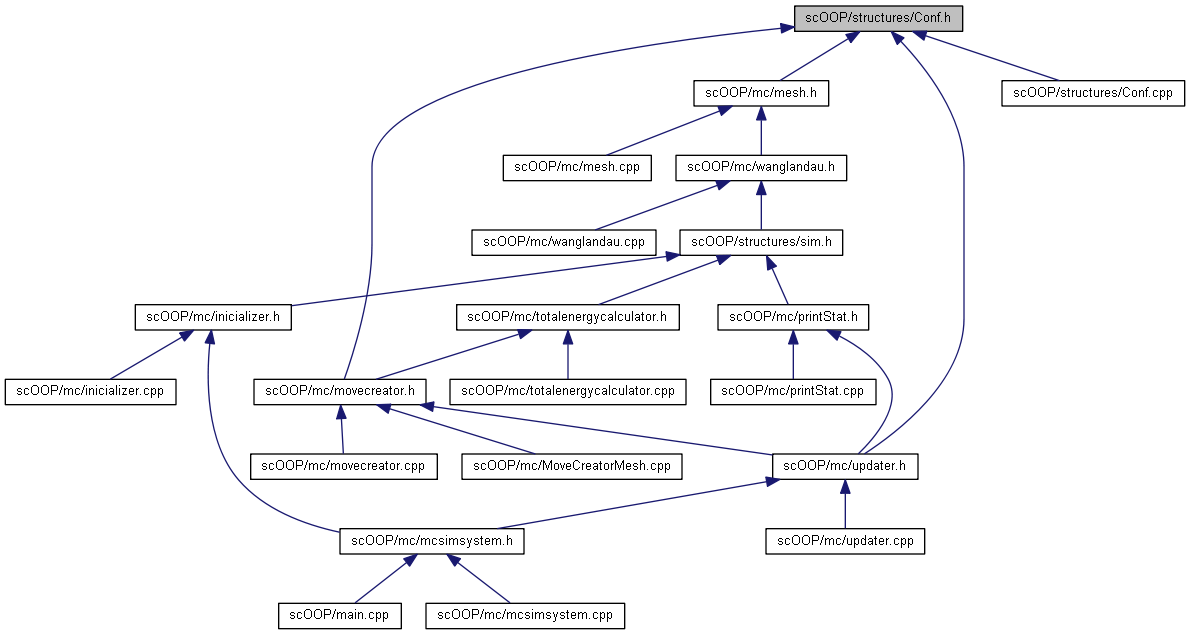 scOOP/structures/Conf.h
scOOP/mc/mesh.h
scOOP/structures/Conf.cpp
scOOP/mc/mesh.cpp
scOOP/mc/wanglandau.h
scOOP/mc/wanglandau.cpp
scOOP/structures/sim.h
scOOP/mc/inicializer.h
scOOP/mc/totalenergycalculator.h
scOOP/mc/printStat.h
scOOP/mc/inicializer.cpp
scOOP/mc/movecreator.h
scOOP/mc/totalenergycalculator.cpp
scOOP/mc/printStat.cpp
scOOP/mc/movecreator.cpp
scOOP/mc/MoveCreatorMesh.cpp
scOOP/mc/updater.h
scOOP/mc/mcsimsystem.h
scOOP/mc/updater.cpp
scOOP/main.cpp
scOOP/mc/mcsimsystem.cpp